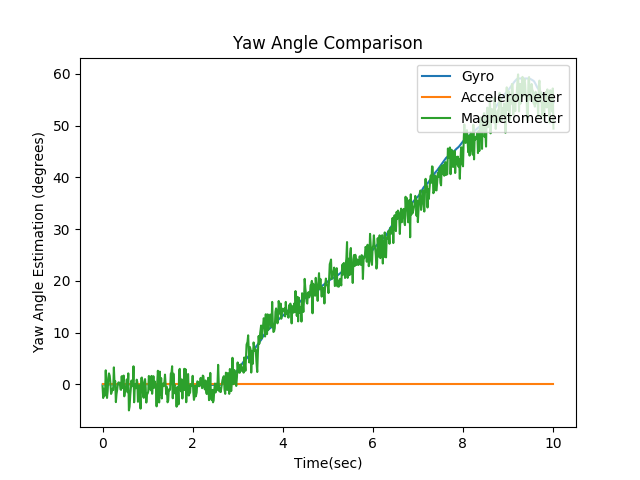 Yaw Angle Comparison
Gyro
Accelerometer
Magnetometer
Yaw Angle Estimation (degrees)
60
50
40
30
20
10
0
0 2 4 6 8 10
Time(sec)